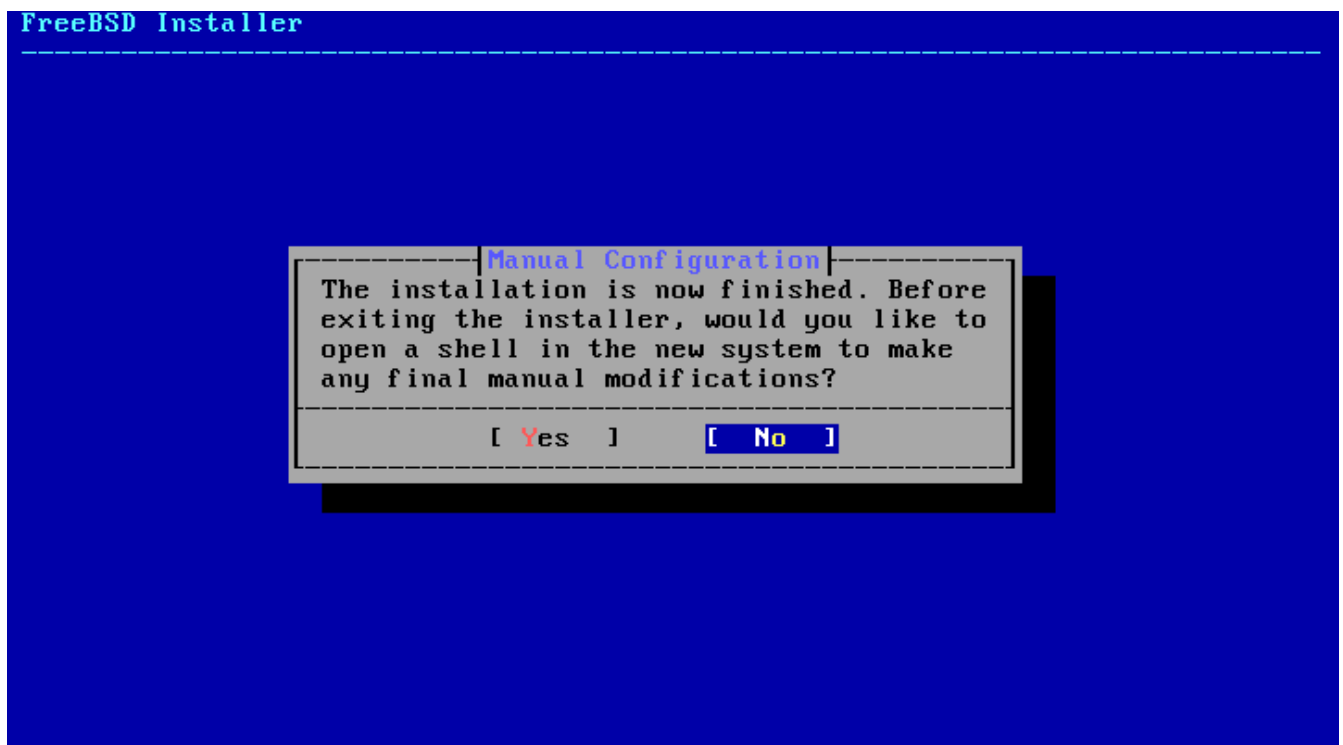 FreeBSD Installer
Manual Configuration
The installation is now finished. Before
exiting the installer, would you like to
open a shell in the new system to make
any final manual modifications?
[ Yes ] [ No ]